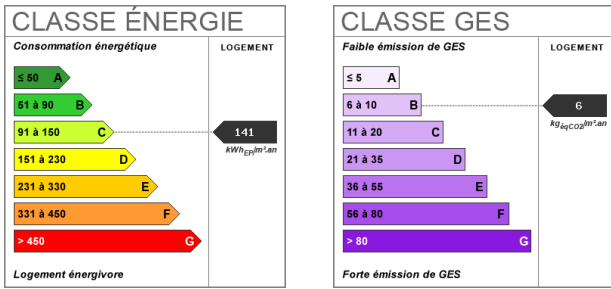 CLASSE ÉNERGIE
Consommation énergétique
LOGEMENT
≤ 50 A
51 à 90 B
91 à 150 C
141
kWhEP/m².an
151 à 230 D
231 à 330 E
331 à 450 F
> 450 G
Logement énergivore
CLASSE GES
Faible émission de GES
LOGEMENT
≤ 5 A
6 à 10 B
6
kgéqCO2/m².an
11 à 20 C
21 à 35 D
36 à 55 E
56 à 80 F
> 80 G
Forte émission de GES